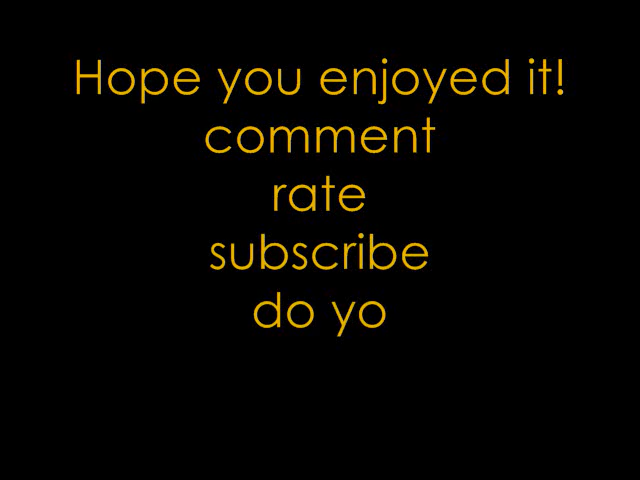 Hope you enjoyed it!
comment
rate
subscribe
do yo